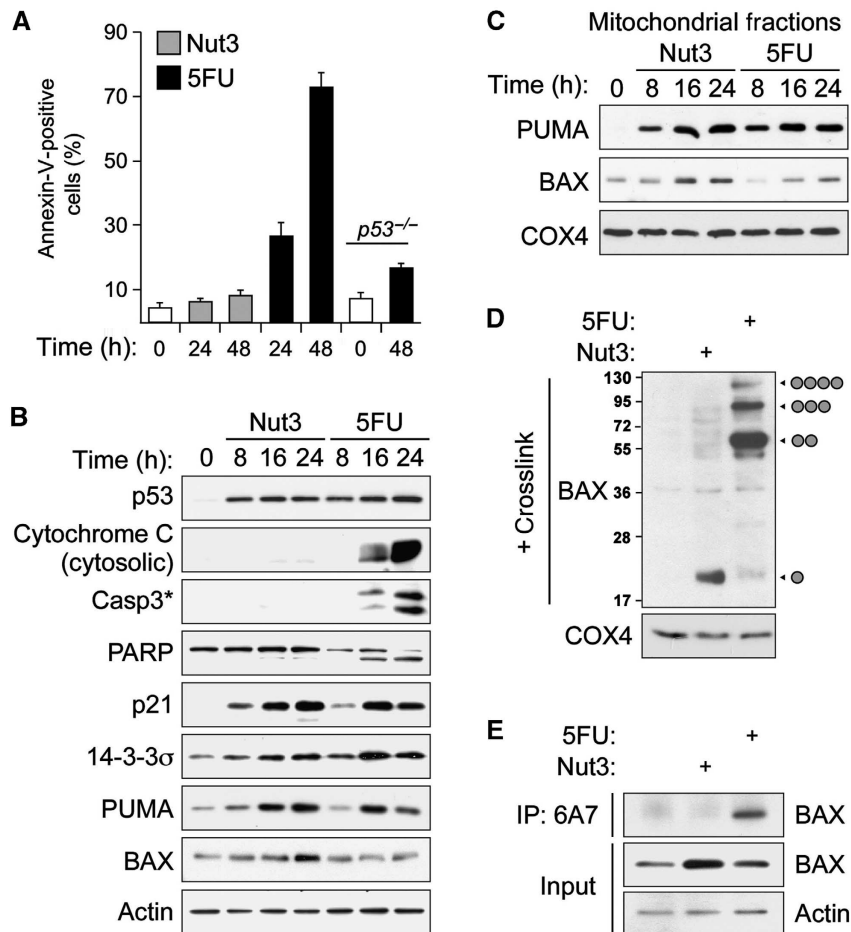 A
Annexin-V-positive
cells (%)
90
70
50
30
10
Nut3
5FU
p53–/–
Time (h): 0 24 48 24 48 0 48
B
Nut3 5FU
Time (h): 0 8 16 24 8 16 24
p53
Cytochrome C
(cytosolic)
Casp3*
PARP
p21
14-3-3σ
PUMA
BAX
Actin
C
Mitochondrial fractions
Nut3 5FU
Time (h): 0 8 16 24 8 16 24
PUMA
BAX
COX4
D
5FU: +
Nut3: +
+ Crosslink
BAX
130
95
72
55
36
28
17
COX4
E
5FU: +
Nut3: +
IP: 6A7 BAX
Input BAX
Actin